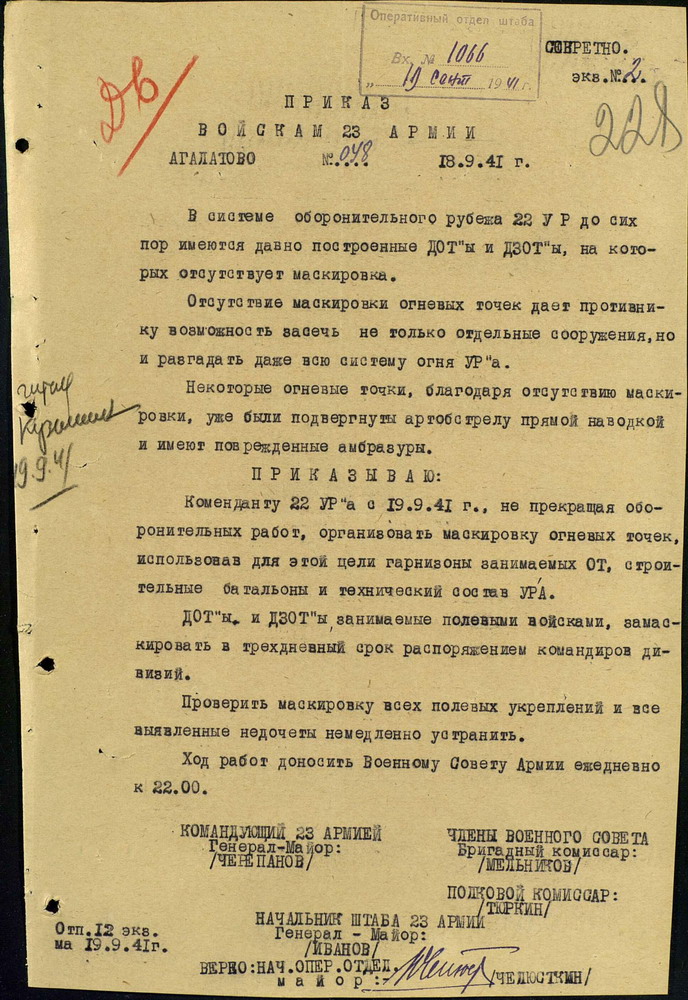 Оперативный отдел штаба
Вх. № 1066
„ 19 сент 1941 г.
СЕКРЕТНО.
экз. №.2.
ПРИКАЗ
ВОЙСКАМ 23 АРМИИ
АГАЛАТОВО №.048... 18.9.41 г.
В системе оборонительного рубежа 22 У Р до сих
пор имеются давно построенные ДОТ"ы и ДЗОТ"ы, на кото-
рых отсутствует маскировка.
Отсутствие маскировки огневых точек дает противни-
ку возможность засечь не только отдельные сооружения, но
и разгадать даже всю систему огня УР"а.
Некоторые огневые точки, благодаря отсутствию маски-
ровки, уже были подвергнуты артобстрелу прямой наводкой
и имеют поврежденные амбразуры.
ПРИКАЗЫВАЮ:
Коменданту 22 УР"а с 19.9.41 г., не прекращая обо-
ронительных работ, организовать маскировку огневых точек,
использовав для этой цели гарнизоны занимаемых ОТ, строи-
тельные батальоны и технический состав УР'А.
ДОТ"ы и ДЗОТ"ы, занимаемые полевыми войсками, замас-
кировать в трехдневный срок распоряжением командиров ди-
визий.
Проверить маскировку всех полевых укреплений и все
выявленные недочеты немедленно устранить.
Ход работ доносить Военному Совету Армии ежедневно
к 22.00.
19.9.41
КОМАНДУЮЩИЙ 23 АРМИЕЙ
Генерал-Майор:
/ЧЕРЕПАНОВ/
ЧЛЕНЫ ВОЕННОГО СОВЕТА
Бригадный комиссар:
/МЕЛЬНИКОВ/
ПОЛКОВОЙ КОМИССАР:
/ТЮРКИН/
НАЧАЛЬНИК ШТАБА 23 АРМИИ
Генерал - Майор:
/ИВАНОВ/
Отп.12 экз.
ма 19.9.41г.
ВЕРНО:НАЧ.ОПЕР.ОТДЕЛ.
майор: /ЧЕЛЮСТКИН/